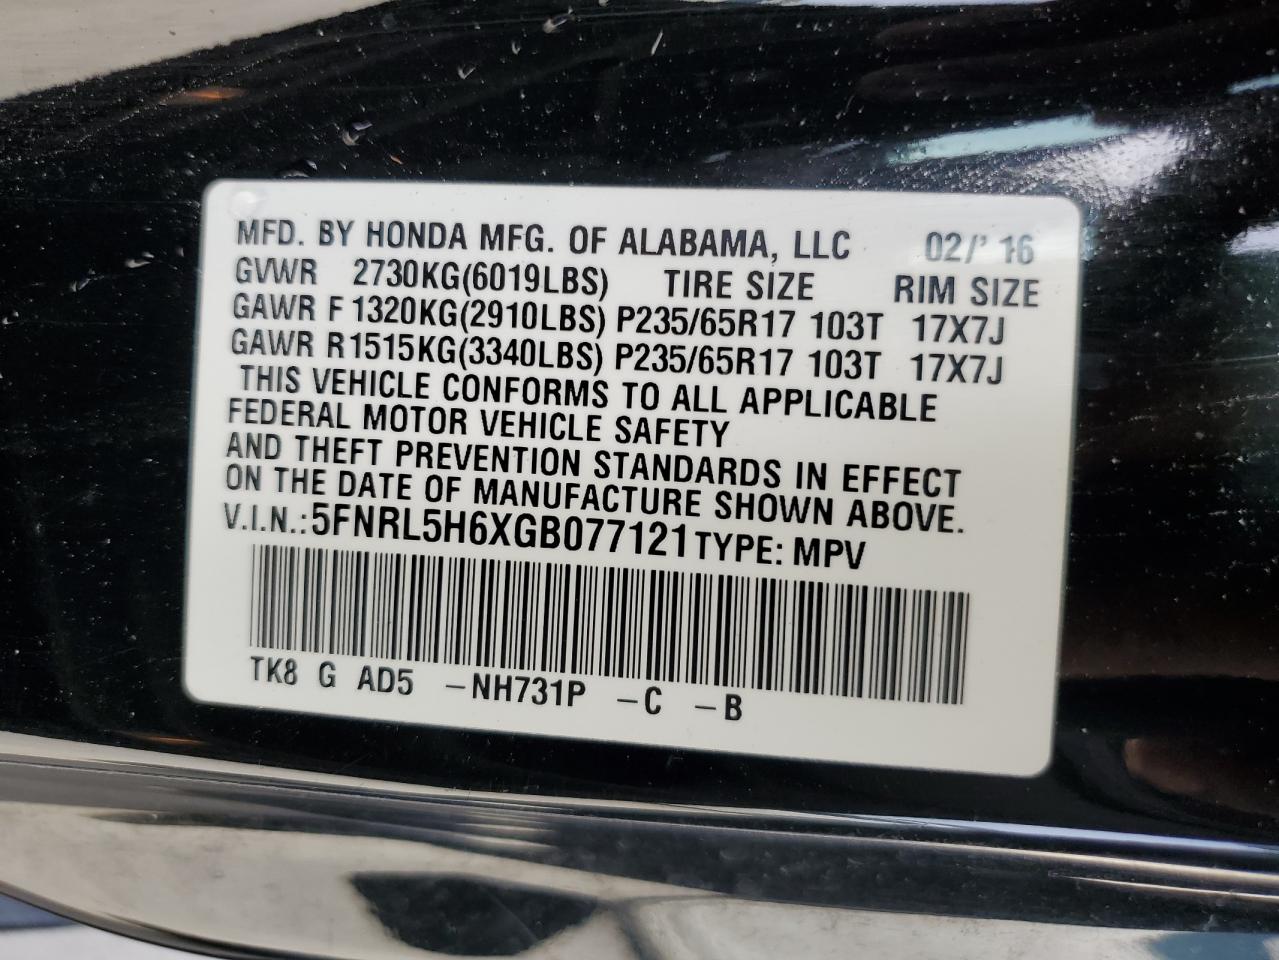 MFD. BY HONDA MFG. OF ALABAMA, LLC 02/' 16
GVWR 2730KG(6019LBS) TIRE SIZE RIM SIZE
GAWR F 1320KG(2910LBS) P235/65R17 103T 17X7J
GAWR R1515KG(3340LBS) P235/65R17 103T 17X7J
THIS VEHICLE CONFORMS TO ALL APPLICABLE
FEDERAL MOTOR VEHICLE SAFETY
AND THEFT PREVENTION STANDARDS IN EFFECT
ON THE DATE OF MANUFACTURE SHOWN ABOVE.
V.I.N.:5FNRL5H6XGB077121 TYPE: MPV
TK8 G AD5 -NH731P -C -B